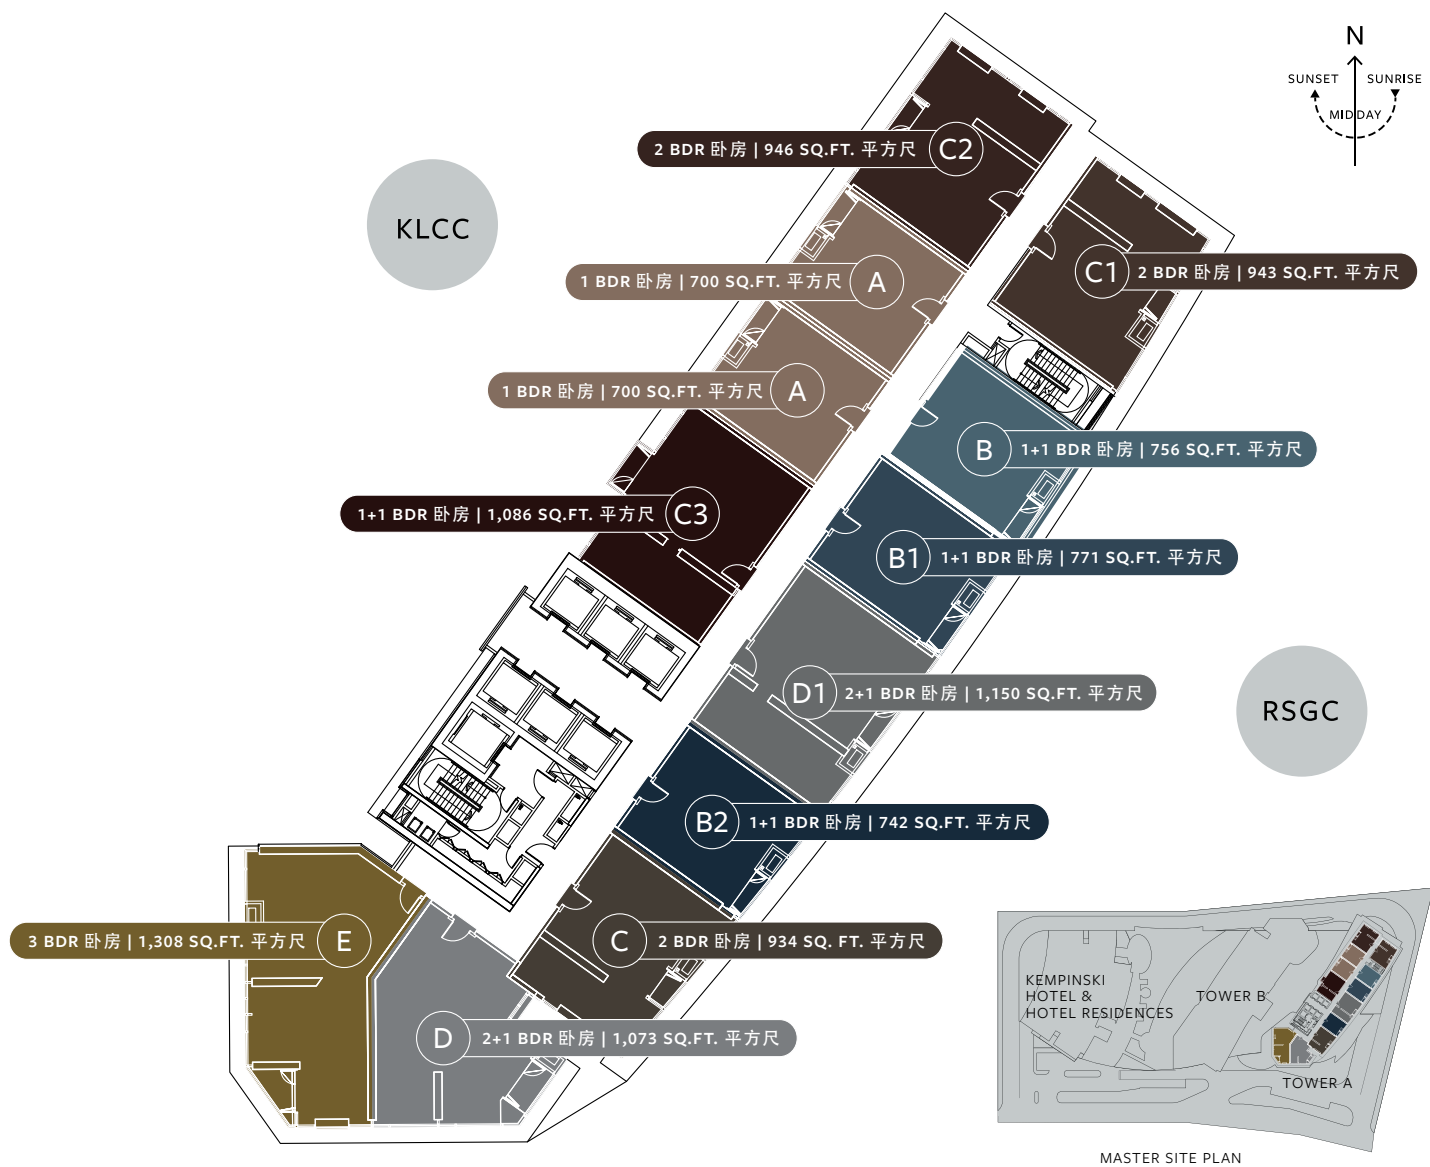 N
SUNSET
SUNRISE
MIDDAY
2 BDR 卧房 | 946 SQ.FT. 平方尺
C2
KLCC
1 BDR 卧房 | 700 SQ.FT. 平方尺
A
C1
2 BDR 卧房 | 943 SQ.FT. 平方尺
1 BDR 卧房 | 700 SQ.FT. 平方尺
A
B
1+1 BDR 卧房 | 756 SQ.FT. 平方尺
1+1 BDR 卧房 | 1,086 SQ.FT. 平方尺
C3
B1
1+1 BDR 卧房 | 771 SQ.FT. 平方尺
D1
2+1 BDR 卧房 | 1,150 SQ.FT. 平方尺
RSGC
B2
1+1 BDR 卧房 | 742 SQ.FT. 平方尺
3 BDR 卧房 | 1,308 SQ.FT. 平方尺
E
C
2 BDR 卧房 | 934 SQ. FT. 平方尺
D
2+1 BDR 卧房 | 1,073 SQ.FT. 平方尺
KEMPINSKI
HOTEL &
HOTEL RESIDENCES
TOWER B
TOWER A
MASTER SITE PLAN